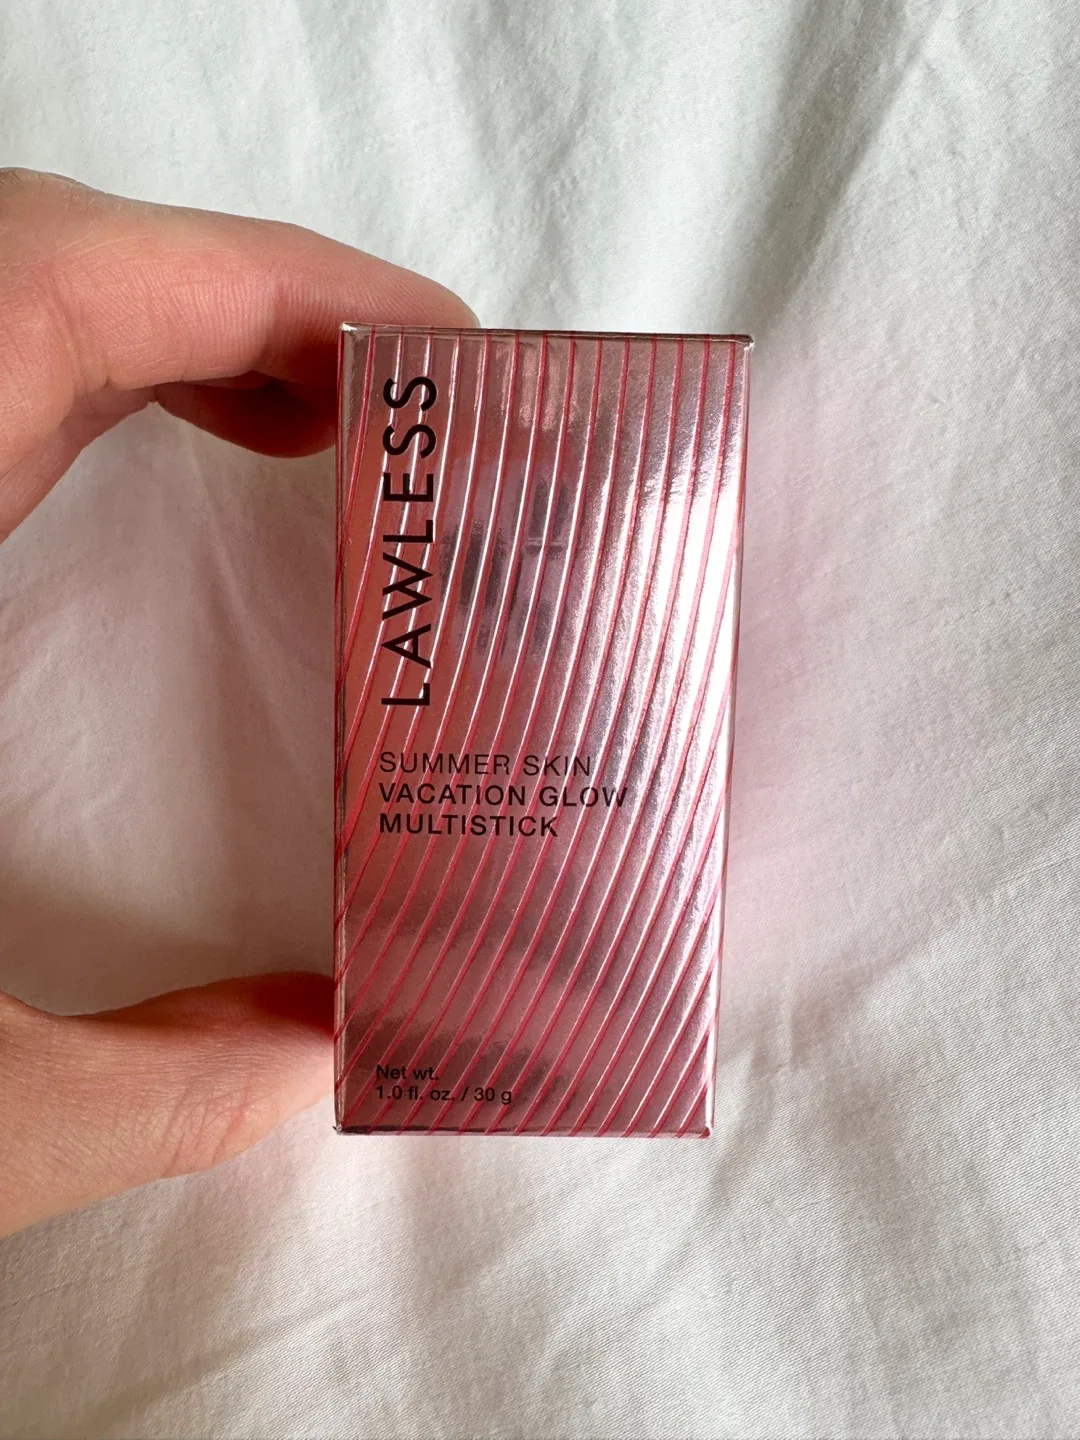 LAWLESS
SUMMER SKIN
VACATION GLOW
MULTISTICK
Net wt.
1.0 fl. oz. / 30 g